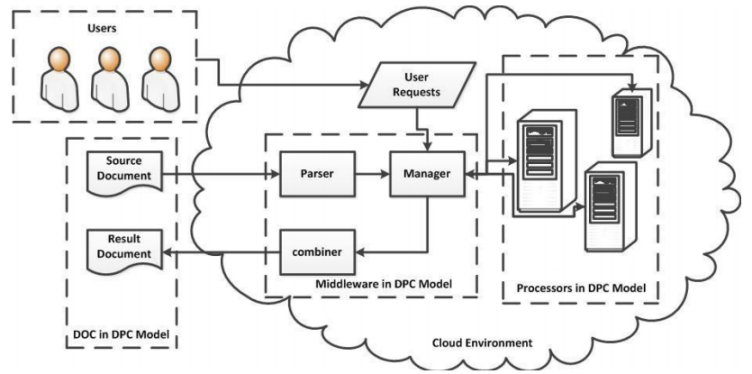 Users
User
Requests
Source
Document
Parser
Manager
Result
Document
combiner
Middleware in DPC Model
Processors in DPC Model
DOC in DPC Model
Cloud Environment